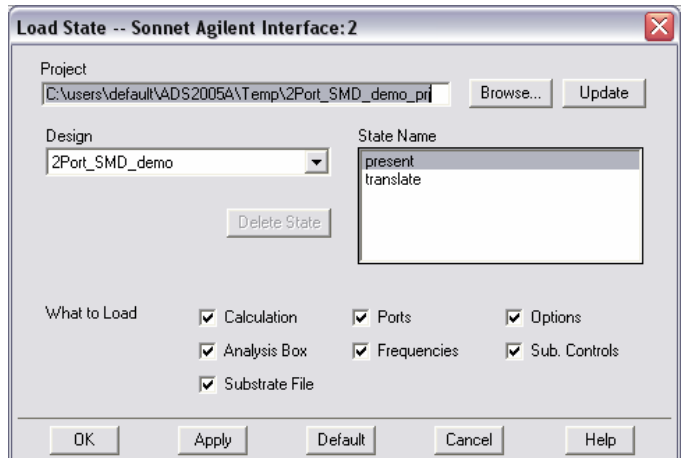 Load State -- Sonnet Agilent Interface:2
Project
C:\users\default\ADS2005A\Temp\2Port_SMD_demo_prj
Browse...
Update
Design
State Name
2Port_SMD_demo
present
translate
Delete State
What to Load
Calculation
Ports
Options
Analysis Box
Frequencies
Sub. Controls
Substrate File
OK
Apply
Default
Cancel
Help